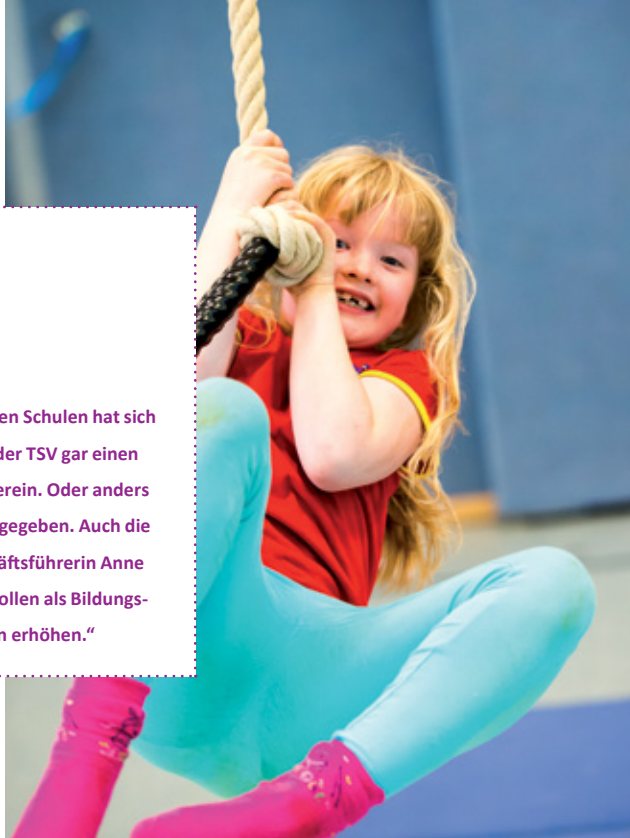 en Schulen hat sich
der TSV gar einen
erein. Oder anders
gegeben. Auch die
äftsführerin Anne
ollen als Bildungs-
n erhöhen.“